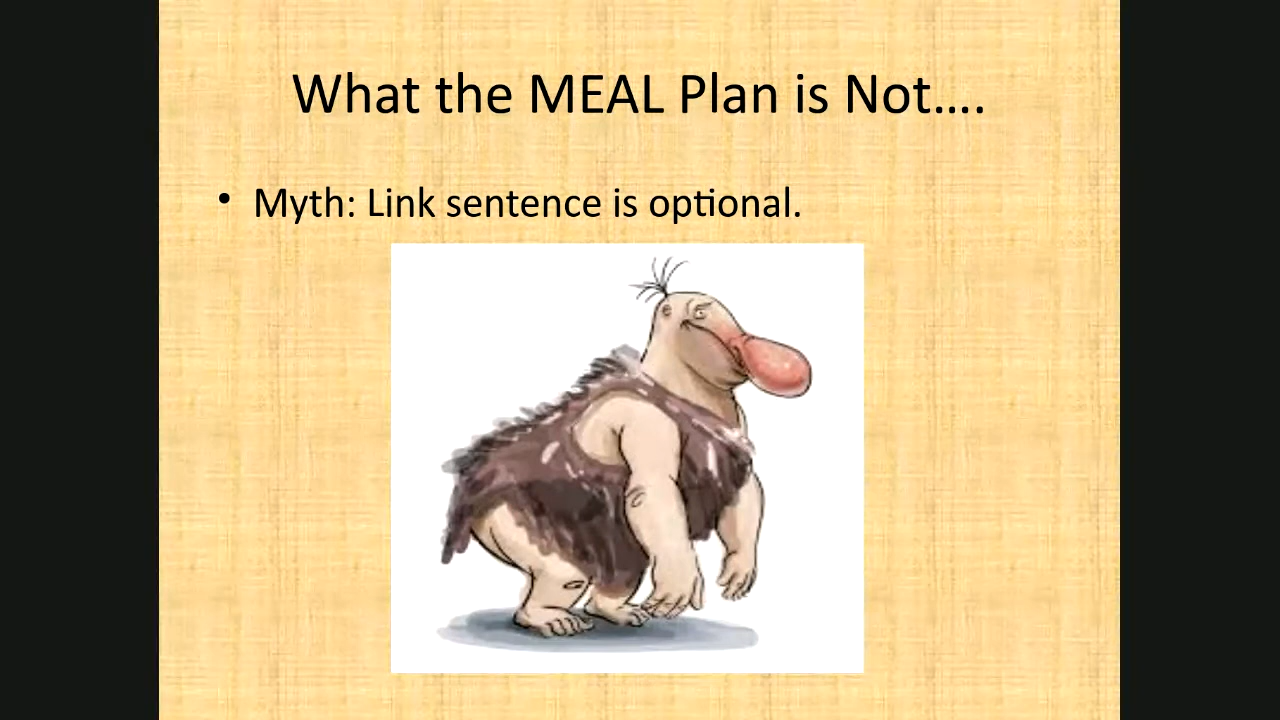 What the MEAL Plan is Not....
• Myth: Link sentence is optional.